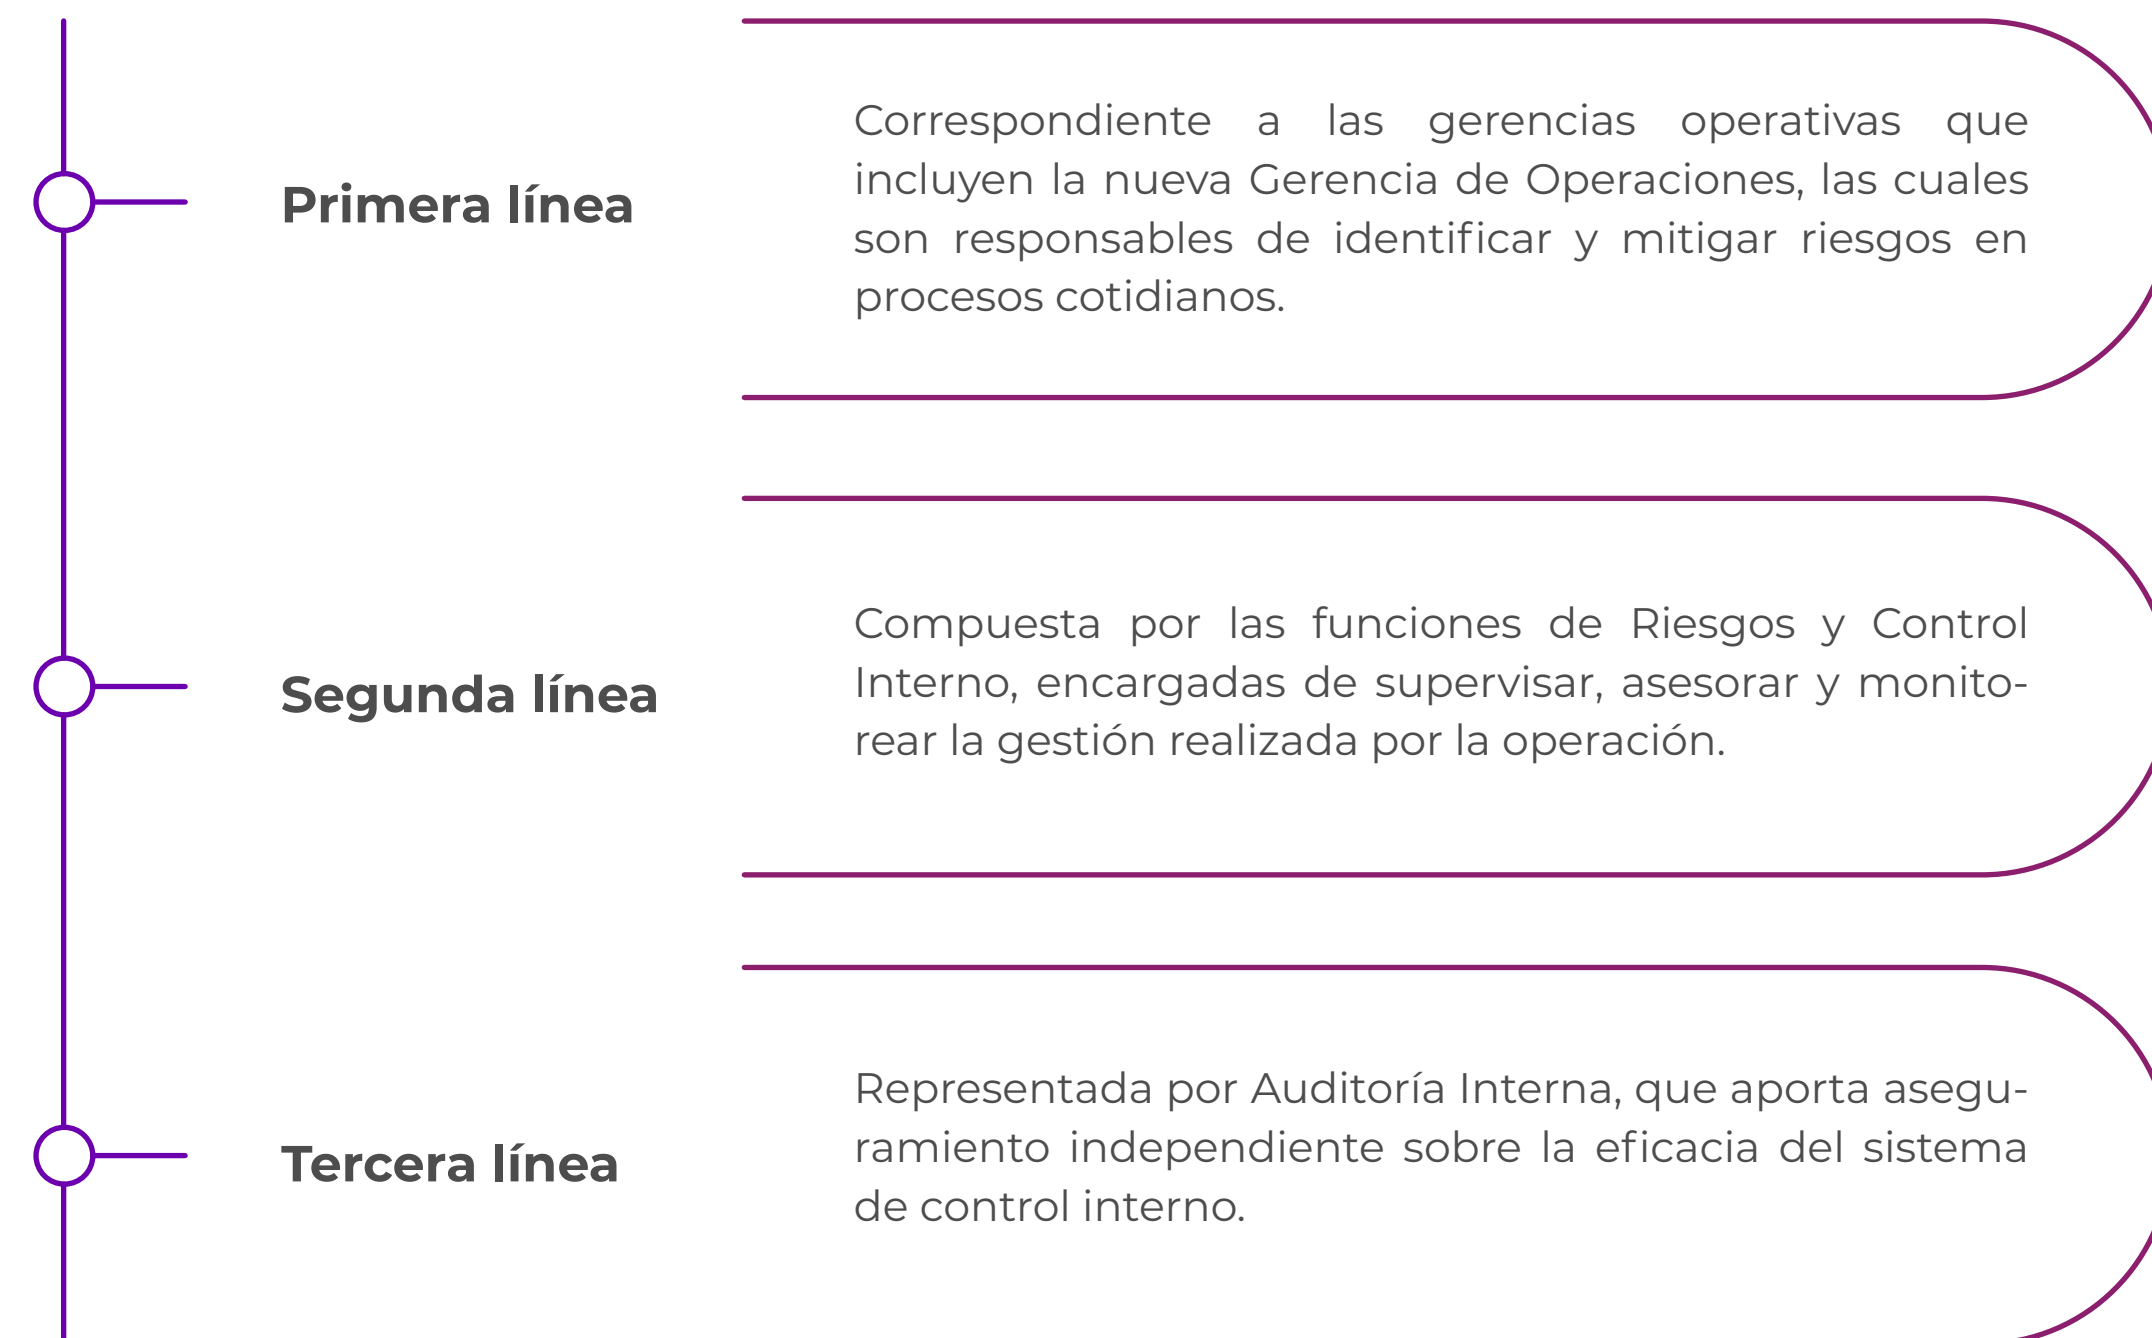 Primera línea
Correspondiente a las gerencias operativas que
incluyen la nueva Gerencia de Operaciones, las cuales
son responsables de identificar y mitigar riesgos en
procesos cotidianos.
Segunda línea
Compuesta por las funciones de Riesgos y Control
Interno, encargadas de supervisar, asesorar y monito-
rear la gestión realizada por la operación.
Tercera línea
Representada por Auditoría Interna, que aporta asegu-
ramiento independiente sobre la eficacia del sistema
de control interno.